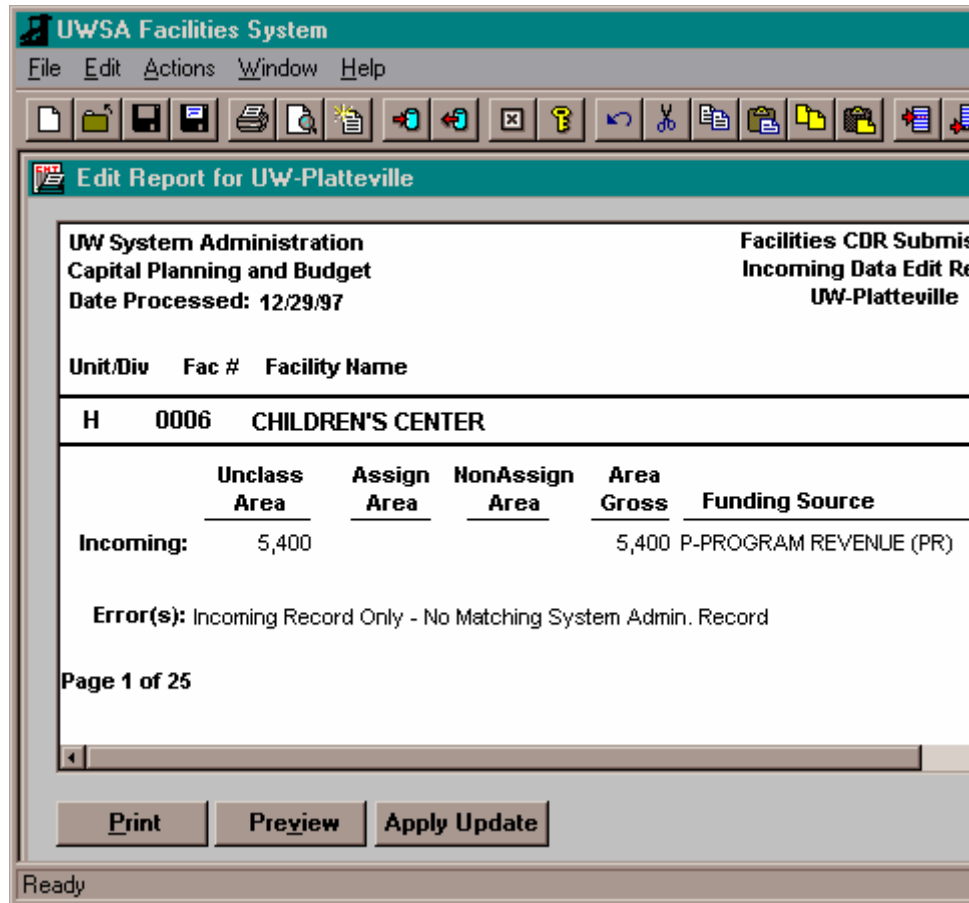 UWSA Facilities System
File Edit Actions Window Help
Edit Report for UW-Platteville
UW System Administration
Facilities CDR Submis
Capital Planning and Budget
Incoming Data Edit Re
Date Processed: 12/29/97
UW-Platteville
Unit/Div Fac # Facility Name
H 0006 CHILDREN'S CENTER
Unclass Assign NonAssign Area
Area Area Area Gross Funding Source
Incoming: 5,400 5,400 P-PROGRAM REVENUE (PR)
Error(s): Incoming Record Only - No Matching System Admin. Record
Page 1 of 25
Print Preview Apply Update
Ready